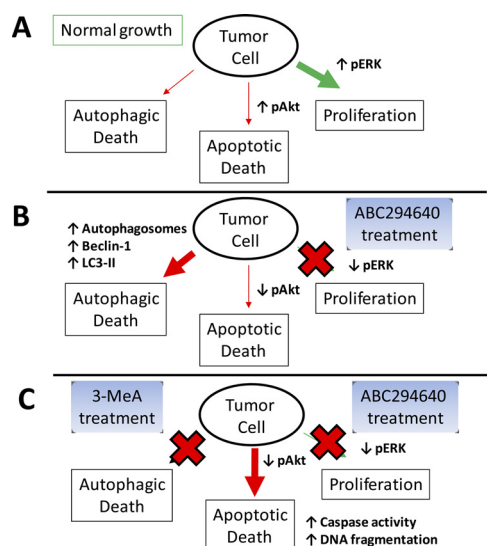 A
Normal growth
Tumor
Cell
↑ pERK
↑ pAkt
Autophagic
Death
Proliferation
Apoptotic
Death
B
↑ Autophagosomes
↑ Beclin-1
↑ LC3-II
Tumor
Cell
ABC294640
treatment
↓ pERK
↓ pAkt
Autophagic
Death
Proliferation
Apoptotic
Death
C
3-MeA
treatment
Tumor
Cell
ABC294640
treatment
↓ pERK
↓ pAkt
Autophagic
Death
Proliferation
Apoptotic
Death
↑ Caspase activity
↑ DNA fragmentation